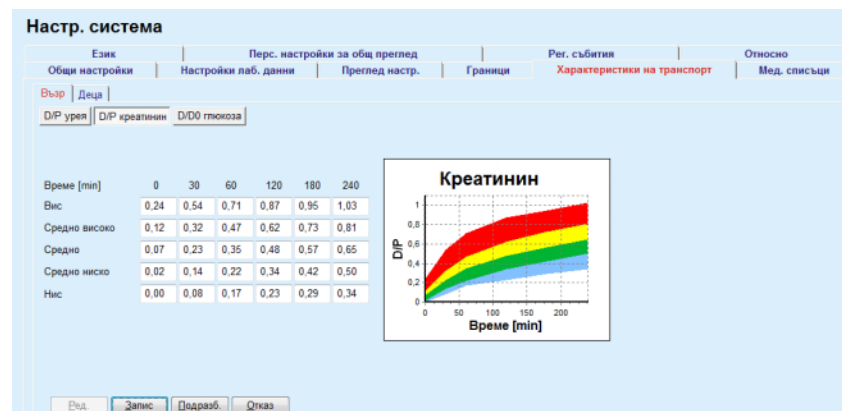 Настр. система
Език | Перс. настройки за общ преглед | Рег. събития | Относно
Общи настройки | Настройки лаб. данни | Преглед настр. | Граници | Характеристики на транспорт | Мед. списъци
Възр | Деца |
D/P урея D/P креатинин D/D0 глюкоза
Време [min] 0 30 60 120 180 240
Вис 0,24 0,54 0,71 0,87 0,95 1,03
Средно високо 0,12 0,32 0,47 0,62 0,73 0,81
Средно 0,07 0,23 0,35 0,48 0,57 0,65
Средно ниско 0,02 0,14 0,22 0,34 0,42 0,50
Нис 0,00 0,08 0,17 0,23 0,29 0,34
Креатинин
D/P
1
0,8
0,6
0,4
0,2
0
0 50 100 150 200
Време [min]
Ред. Запис Подразб. Отказ